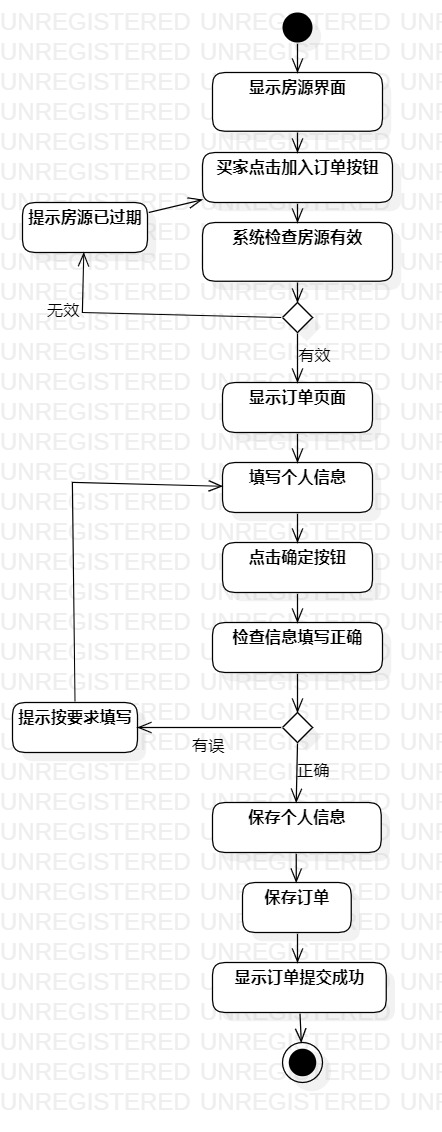 显示房源界面
买家点击加入订单按钮
提示房源已过期
系统检查房源有效
无效
有效
显示订单页面
填写个人信息
点击确定按钮
检查信息填写正确
提示按要求填写
有误
正确
保存个人信息
保存订单
显示订单提交成功
UNREGISTERED